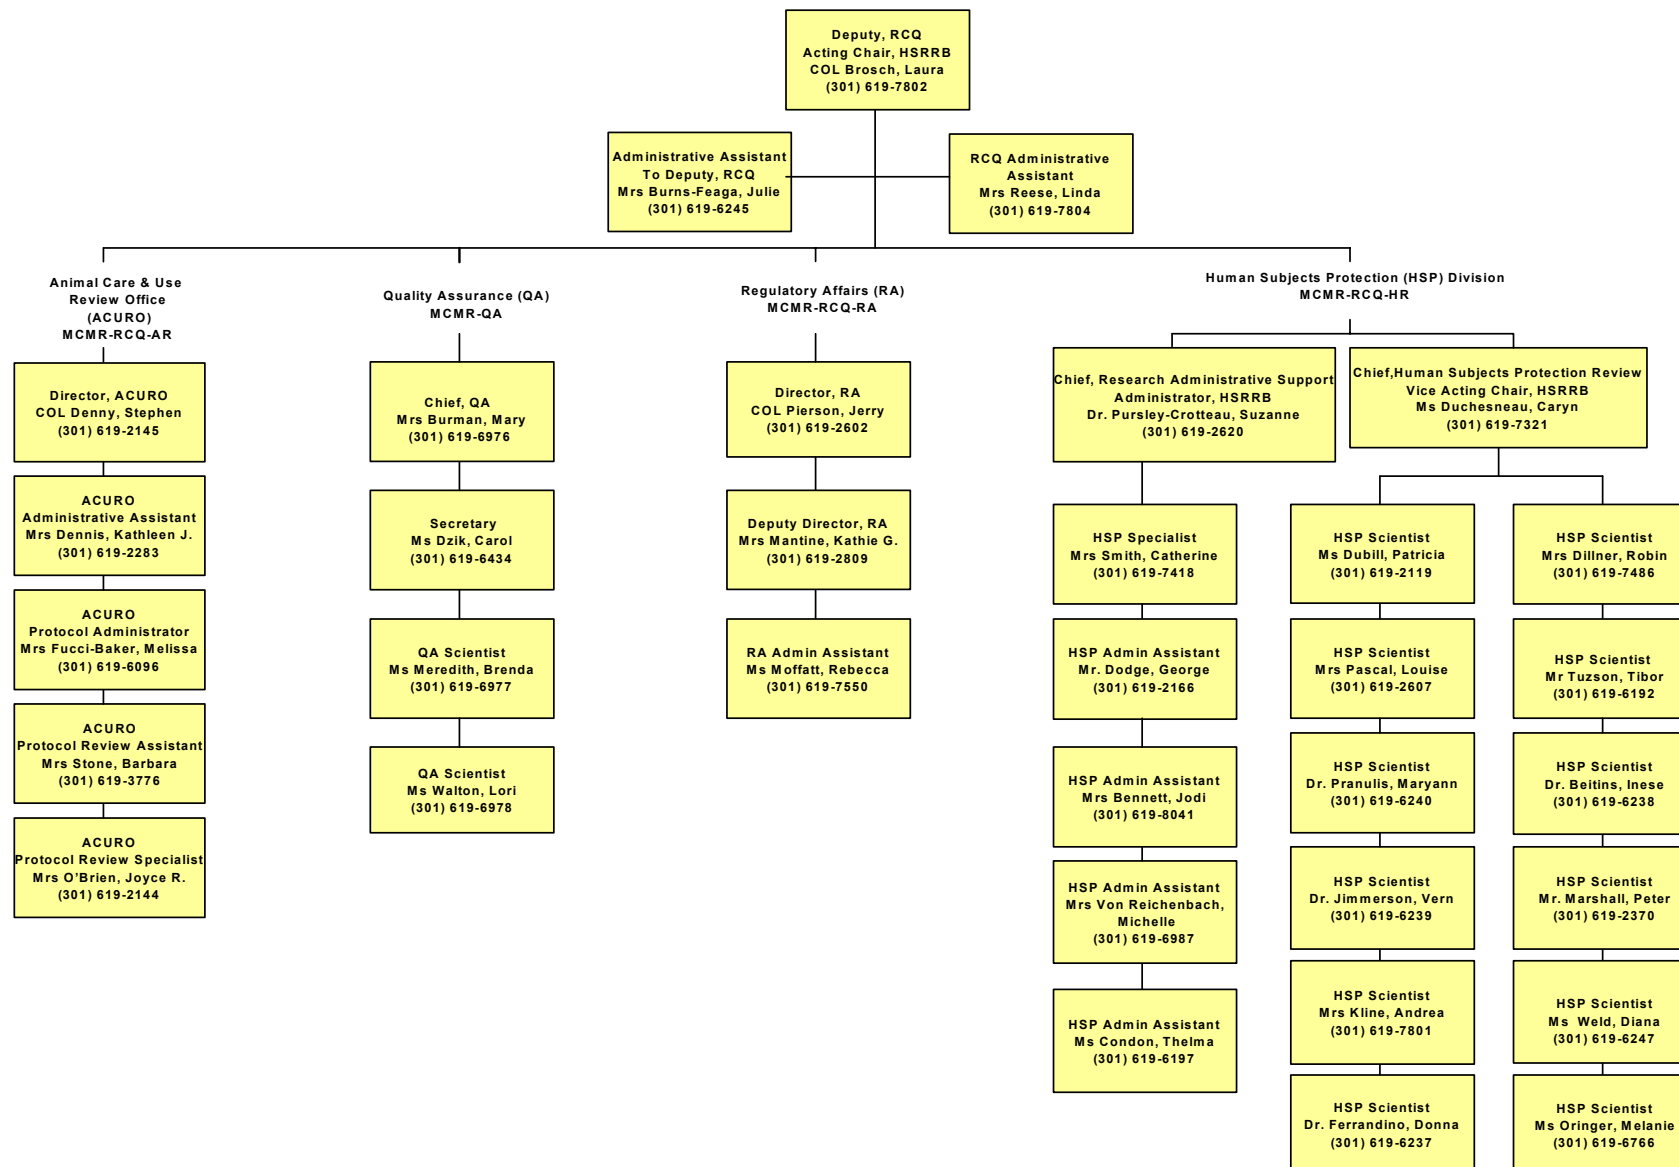 Deputy, RCQ
Acting Chair, HSRRB
COL Brosch, Laura
(301) 619-7802
Administrative Assistant
To Deputy, RCQ
Mrs Burns-Feaga, Julie
(301) 619-6245
RCQ Administrative
Assistant
Mrs Reese, Linda
(301) 619-7804
Animal Care & Use
Review Office
(ACURO)
MCMR-RCQ-AR
Director, ACURO
COL Denny, Stephen
(301) 619-2145
ACURO
Administrative Assistant
Mrs Dennis, Kathleen J.
(301) 619-2283
ACURO
Protocol Administrator
Mrs Fucci-Baker, Melissa
(301) 619-6096
ACURO
Protocol Review Assistant
Mrs Stone, Barbara
(301) 619-3776
ACURO
Protocol Review Specialist
Mrs O'Brien, Joyce R.
(301) 619-2144
Quality Assurance (QA)
MCMR-QA
Chief, QA
Mrs Burman, Mary
(301) 619-6976
Secretary
Ms Dzik, Carol
(301) 619-6434
QA Scientist
Ms Meredith, Brenda
(301) 619-6977
QA Scientist
Ms Walton, Lori
(301) 619-6978
Regulatory Affairs (RA)
MCMR-RCQ-RA
Director, RA
COL Pierson, Jerry
(301) 619-2602
Deputy Director, RA
Mrs Mantine, Kathie G.
(301) 619-2809
RA Admin Assistant
Ms Moffatt, Rebecca
(301) 619-7550
Human Subjects Protection (HSP) Division
MCMR-RCQ-HR
Chief, Research Administrative Support
Administrator, HSRRB
Dr. Pursley-Crotteau, Suzanne
(301) 619-2620
HSP Specialist
Mrs Smith, Catherine
(301) 619-7418
HSP Admin Assistant
Mr. Dodge, George
(301) 619-2166
HSP Admin Assistant
Mrs Bennett, Jodi
(301) 619-8041
HSP Admin Assistant
Mrs Von Reichenbach,
Michelle
(301) 619-6987
HSP Admin Assistant
Ms Condon, Thelma
(301) 619-6197
Chief,Human Subjects Protection Review
Vice Acting Chair, HSRRB
Ms Duchesneau, Caryn
(301) 619-7321
HSP Scientist
Ms Dubill, Patricia
(301) 619-2119
HSP Scientist
Mrs Pascal, Louise
(301) 619-2607
HSP Scientist
Dr. Pranulis, Maryann
(301) 619-6240
HSP Scientist
Dr. Jimmerson, Vern
(301) 619-6239
HSP Scientist
Mrs Kline, Andrea
(301) 619-7801
HSP Scientist
Dr. Ferrandino, Donna
(301) 619-6237
HSP Scientist
Mrs Dillner, Robin
(301) 619-7486
HSP Scientist
Mr Tuzson, Tibor
(301) 619-6192
HSP Scientist
Dr. Beitins, Inese
(301) 619-6238
HSP Scientist
Mr. Marshall, Peter
(301) 619-2370
HSP Scientist
Ms  Weld, Diana
(301) 619-6247
HSP Scientist
Ms Oringer, Melanie
(301) 619-6766